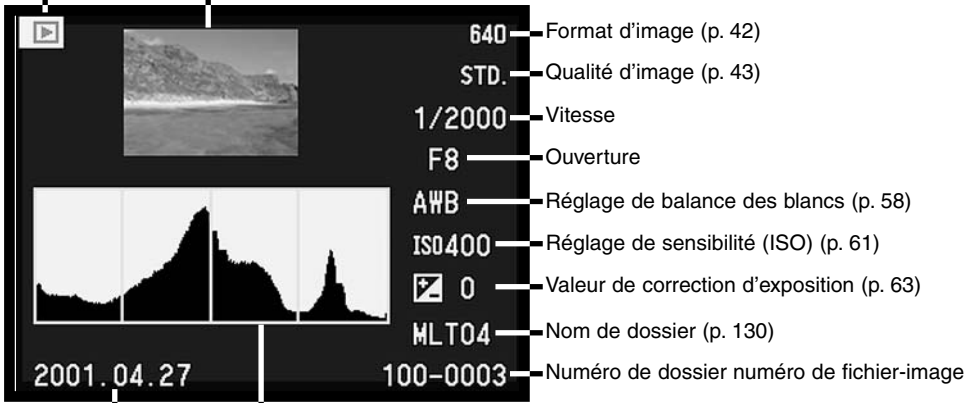 640 Format d'image (p. 42)
STD. Qualité d'image (p. 43)
1/2000 Vitesse
F8 Ouverture
AWB Réglage de balance des blancs (p. 58)
ISO400 Réglage de sensibilité (ISO) (p. 61)
0 Valeur de correction d'exposition (p. 63)
MLT04 Nom de dossier (p. 130)
2001.04.27 100-0003 Numéro de dossier numéro de fichier-image